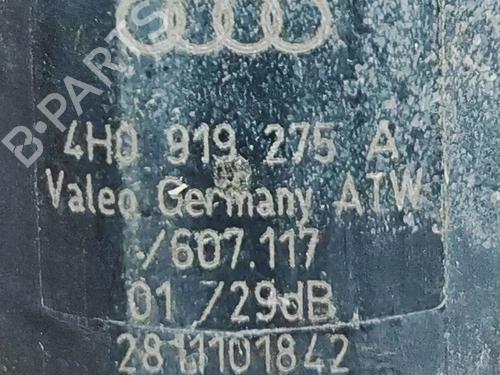 B-PARTS
4H0 919 275 A
Valeo Germany ATW
/607.117
01 /29dB
2811101842